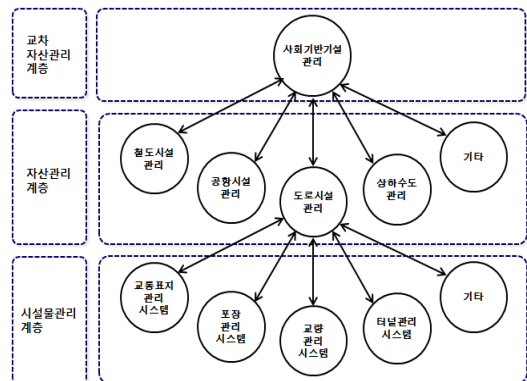 교차
자산관리
계층
사회기반기설
관리
자산관리
계층
철도시설
관리
공항시설
관리
도로시설
관리
상하수도
관리
기타
시설물관리
계층
교통표지
관리
시스템
포장
관리
시스템
교량
관리
시스템
터널관리
시스템
기타